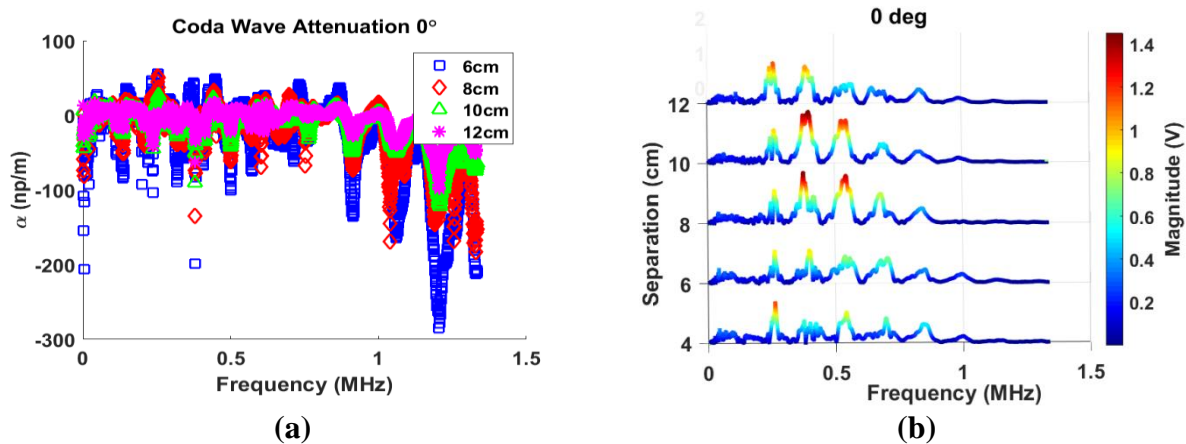 Coda Wave Attenuation 0°
100
0
-100
-200
-300
α (np/m)
0
0.5
1
1.5
Frequency (MHz)
6cm
8cm
10cm
12cm
(a)
0 deg
2
0
12
10
8
6
4
Separation (cm)
0
0.5
1
1.5
Frequency (MHz)
1.4
1.2
1
0.8
0.6
0.4
0.2
Magnitude (V)
(b)